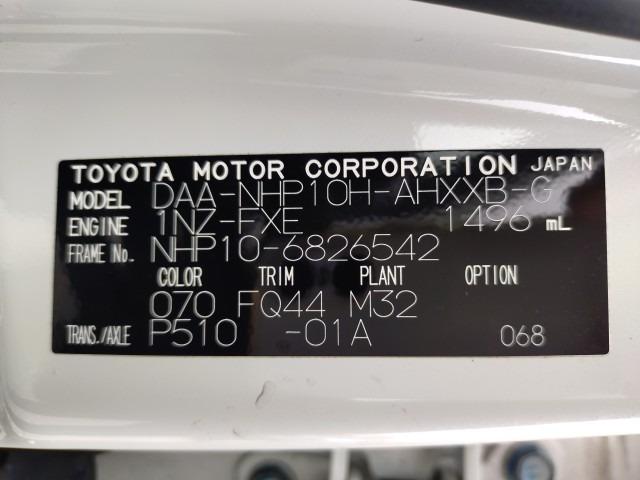 TOYOTA MOTOR CORPORATION JAPAN
MODEL DAA-NHP10H-AHXXB-G
ENGINE 1NZ-FXE 1496 mL
FRAME No. NHP10-6826542
COLOR TRIM PLANT OPTION
070 FQ44 M32
TRANS./AXLE P510 -01A 068